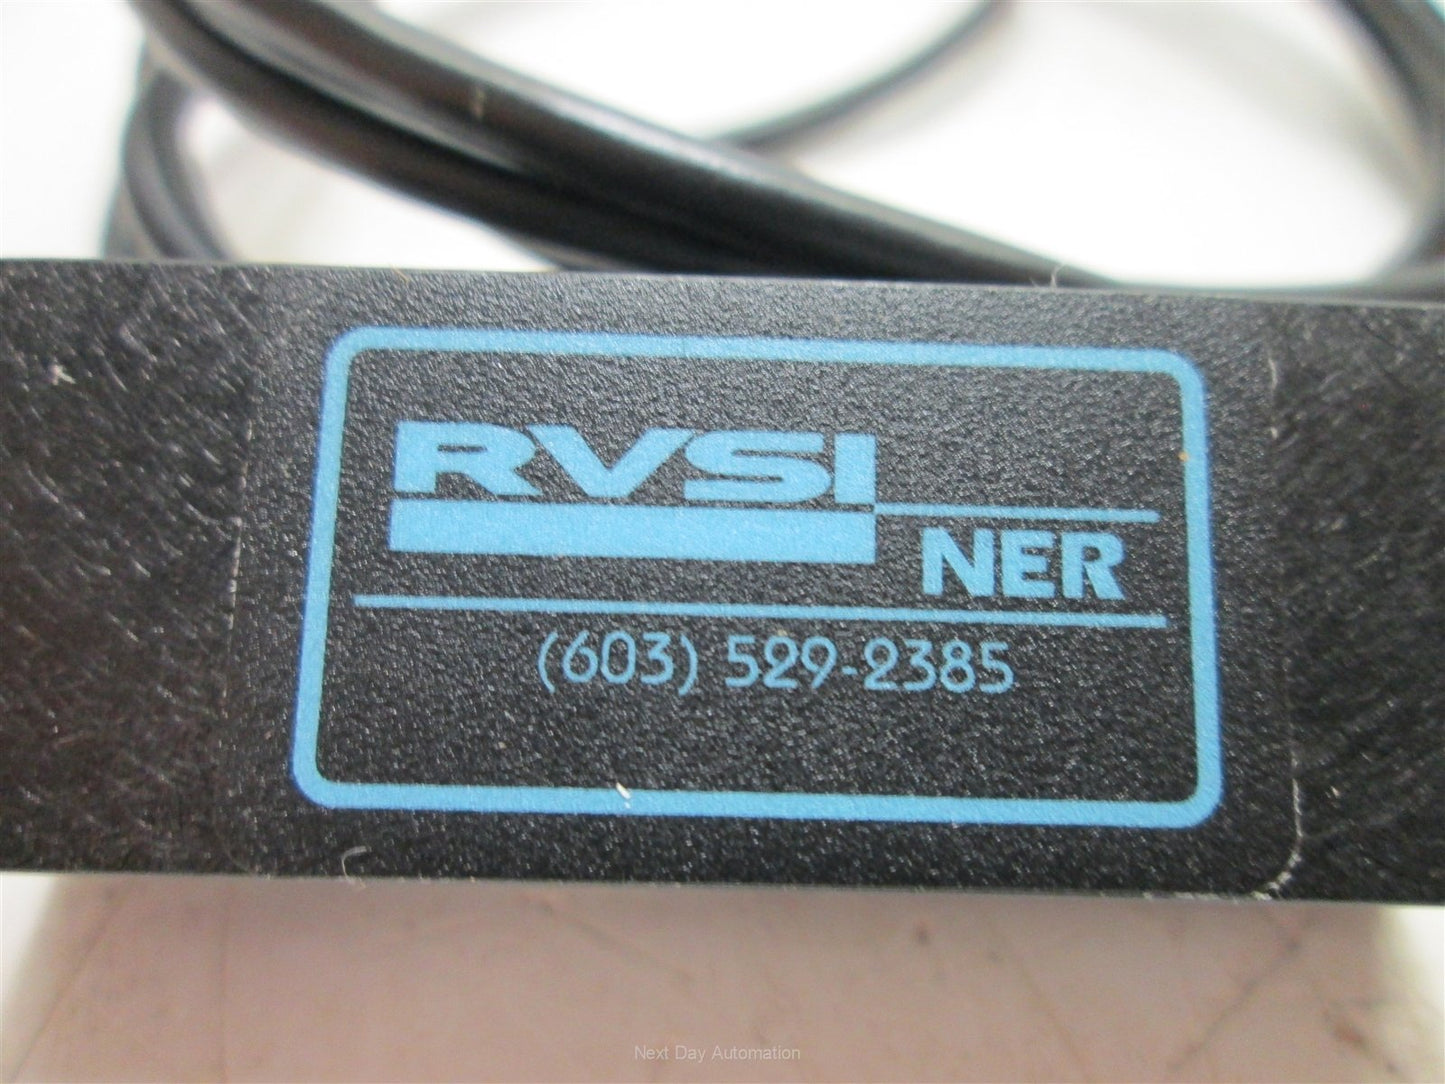 RVSI
NER
(603) 529-2385
Next Day Automation